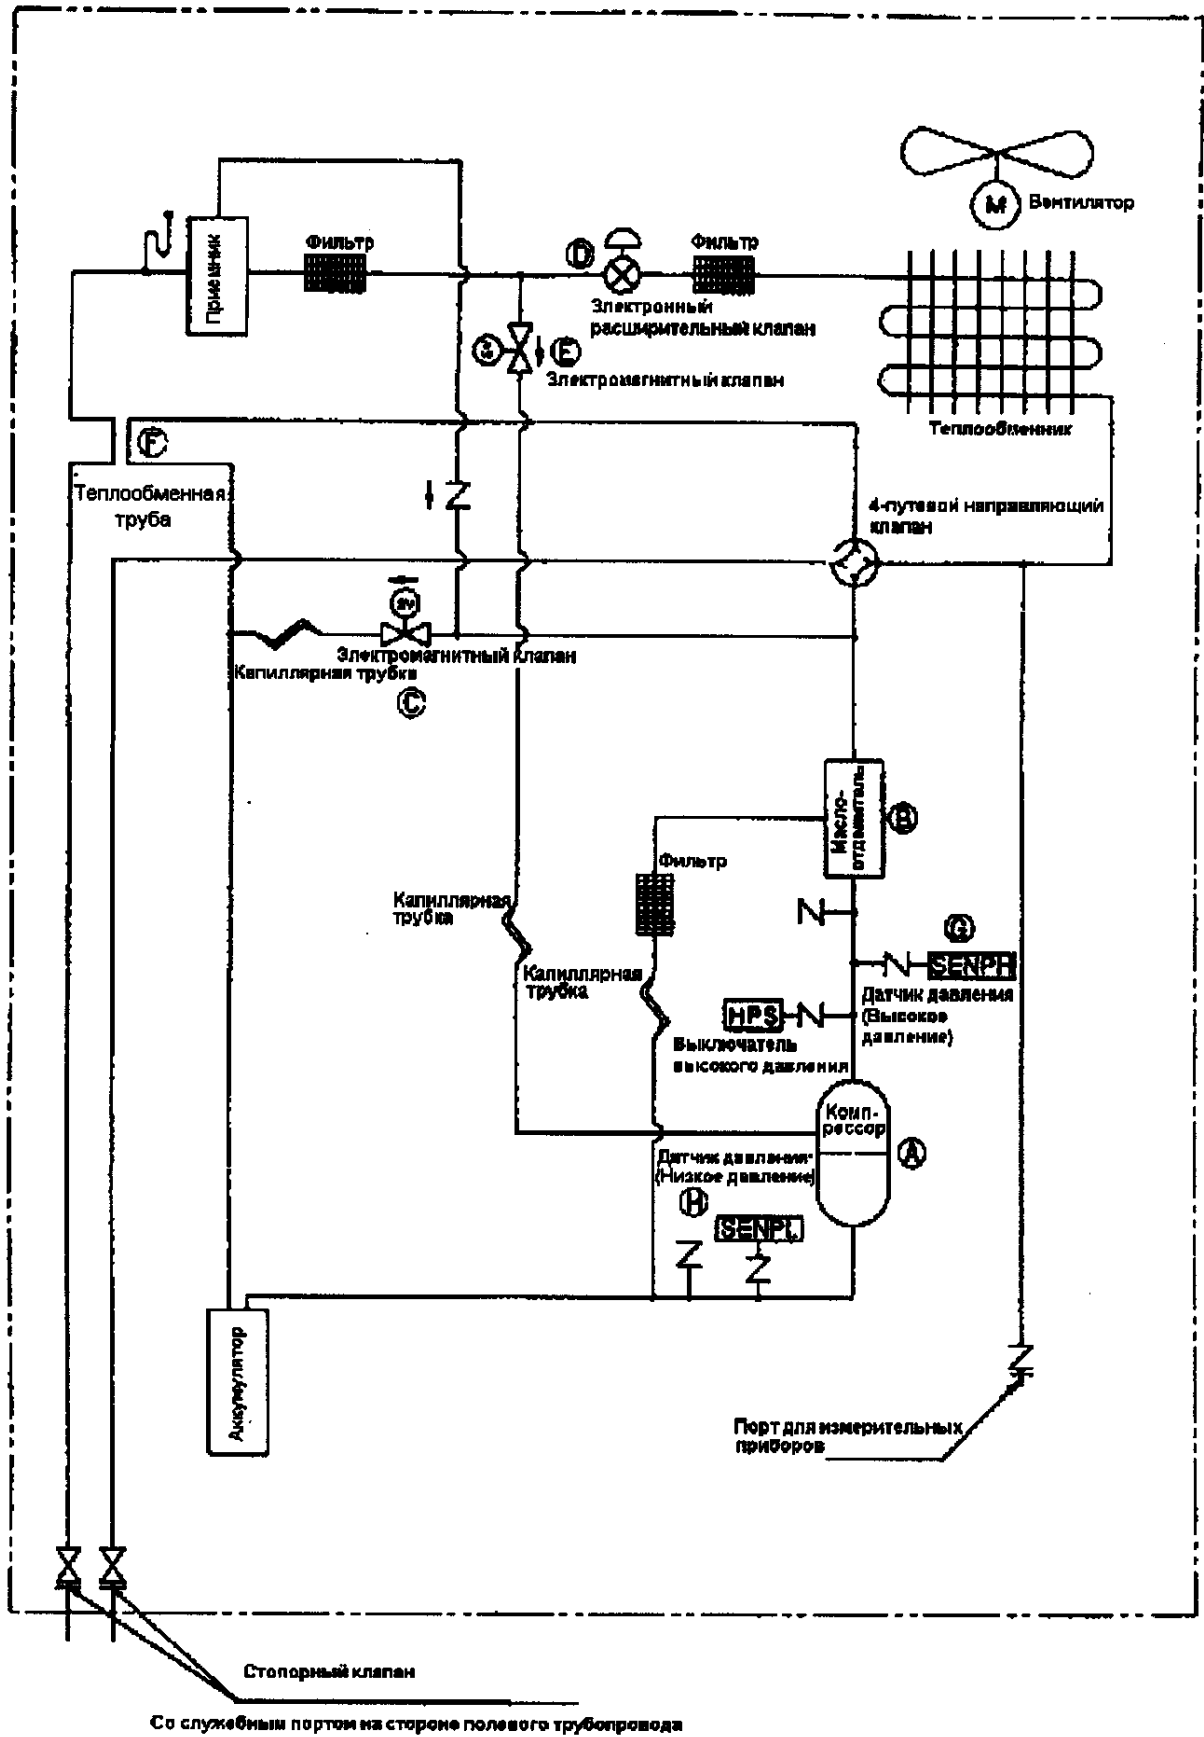 М
Вентилятор
Приемник
Фильтр
D
Фильтр
Электронный
расширительный клапан
E
Электромагнитный клапан
Теплообменник
F
Теплообменная
труба
4-путевой направляющий
клапан
SV
Электромагнитный клапан
Капиллярная трубка
C
Масло-
отделитель
B
Фильтр
Капиллярная
трубка
G
SENPH
Капиллярная
трубка
Датчик давления
(Высокое
давление)
HPS
Выключатель
высокого давления
Комп-
рессор
A
Датчик давления
(Низкое давление)
H
SENPL
Аккумулятор
Порт для измерительных
приборов
Стопорный клапан
Со служебным портом на стороне полевого трубопровода